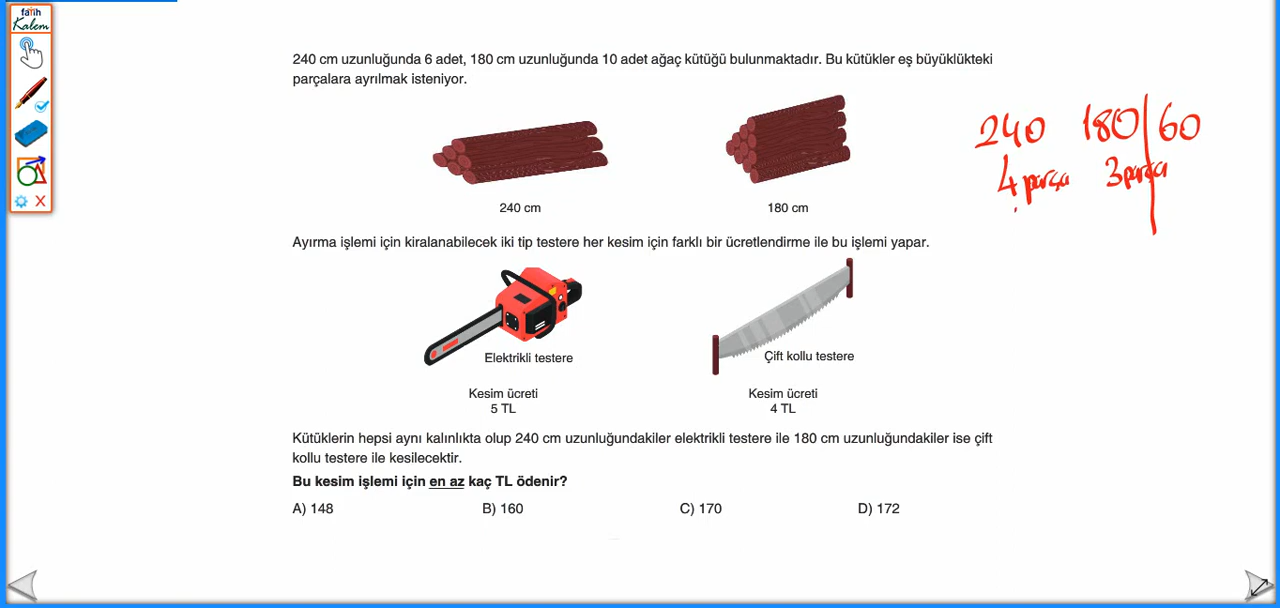 fatih
Kalem
240 cm uzunluğunda 6 adet, 180 cm uzunluğunda 10 adet ağaç kütüğü bulunmaktadır. Bu kütükler eş büyüklükteki
parçalara ayrılmak isteniyor.
240 180 60
4 parça 3 parça
240 cm 180 cm
Ayırma işlemi için kiralanabilecek iki tip testere her kesim için farklı bir ücretlendirme ile bu işlemi yapar.
Elektrikli testere Çift kollu testere
Kesim ücreti Kesim ücreti
5 TL 4 TL
Kütüklerin hepsi aynı kalınlıkta olup 240 cm uzunluğundakiler elektrikli testere ile 180 cm uzunluğundakiler ise çift
kollu testere ile kesilecektir.
Bu kesim işlemi için en az kaç TL ödenir?
A) 148 B) 160 C) 170 D) 172